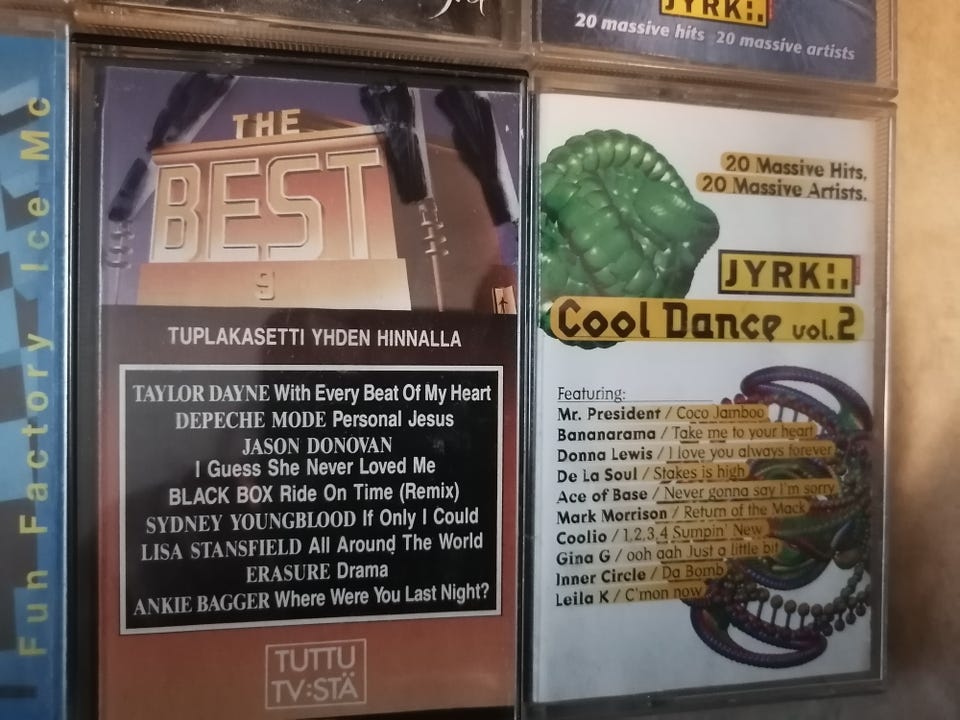 JYRK:.
20 massive hits 20 massive artists
Fun Factory Ice Mc
THE
BEST
9
TUPLAKASETTI YHDEN HINNALLA
TAYLOR DAYNE With Every Beat Of My Heart
DEPECHE MODE Personal Jesus
JASON DONOVAN
I Guess She Never Loved Me
BLACK BOX Ride On Time (Remix)
SYDNEY YOUNGBLOOD If Only I Could
LISA STANSFIELD All Around The World
ERASURE Drama
ANKIE BAGGER Where Were You Last Night?
TUTTU
TV:STÄ
20 Massive Hits,
20 Massive Artists.
JYRK:.
Cool Dance vol.2
Featuring:
Mr. President / Coco Jamboo
Bananarama / Take me to your heart
Donna Lewis / I love you always forever
De La Soul / Stakes is high
Ace of Base / Never gonna say I'm sorry
Mark Morrison / Return of the Mack
Coolio / 1,2,3,4 Sumpin' New
Gina G / ooh aah Just a little bit
Inner Circle / Da Bomb
Leila K / C'mon now